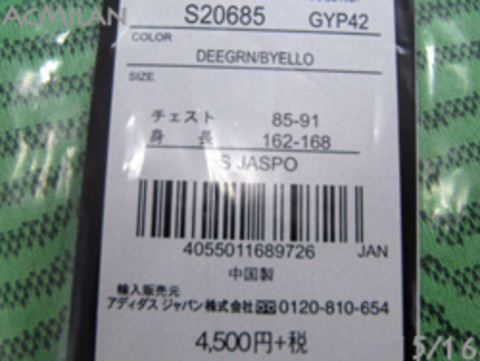 ACMILAN
S20685 GYP42
COLOR
DEEGRN/BYELLO
SIZE
チェスト 85-91
身 長 162-168
S JASPO
4055011689726 JAN
中国製
輸入販売元
アディダス ジャパン株式会社 0120-810-654
4,500円+税
15/16